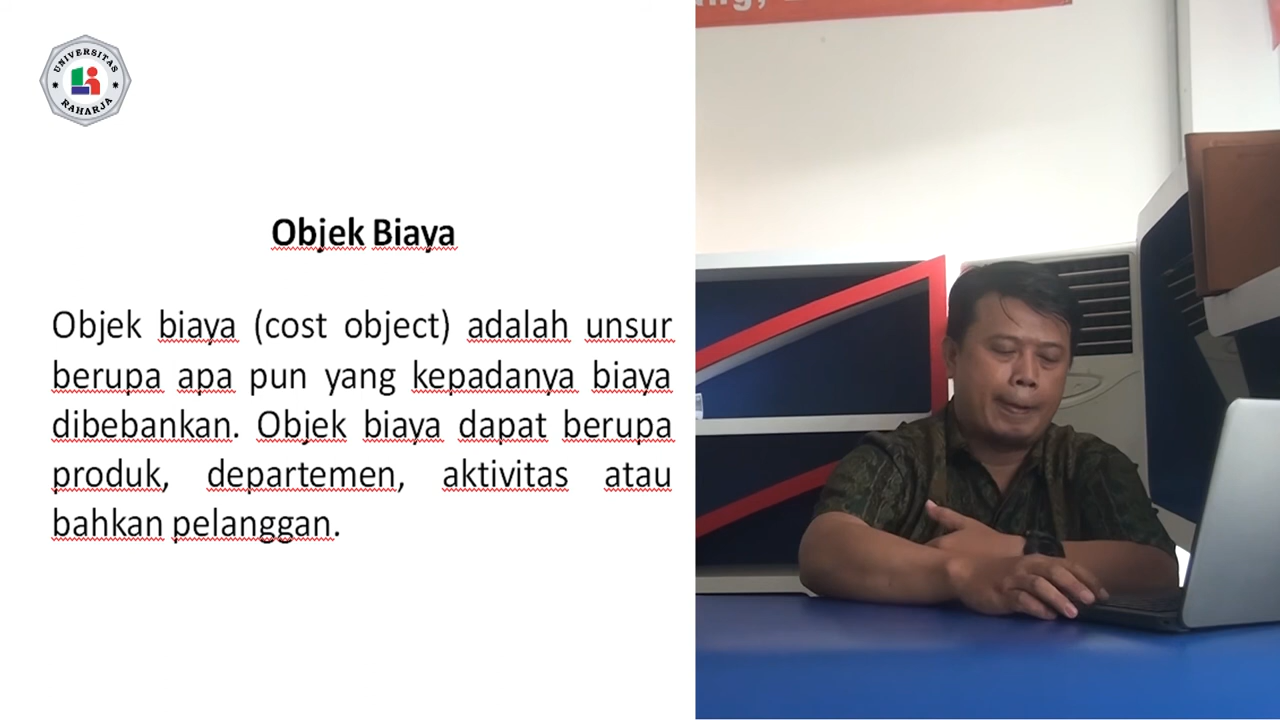 UNIVERSITAS
RAHARJA
Objek Biaya
Objek biaya (cost object) adalah unsur
berupa apa pun yang kepadanya biaya
dibebankan. Objek biaya dapat berupa
produk, departemen, aktivitas atau
bahkan pelanggan.